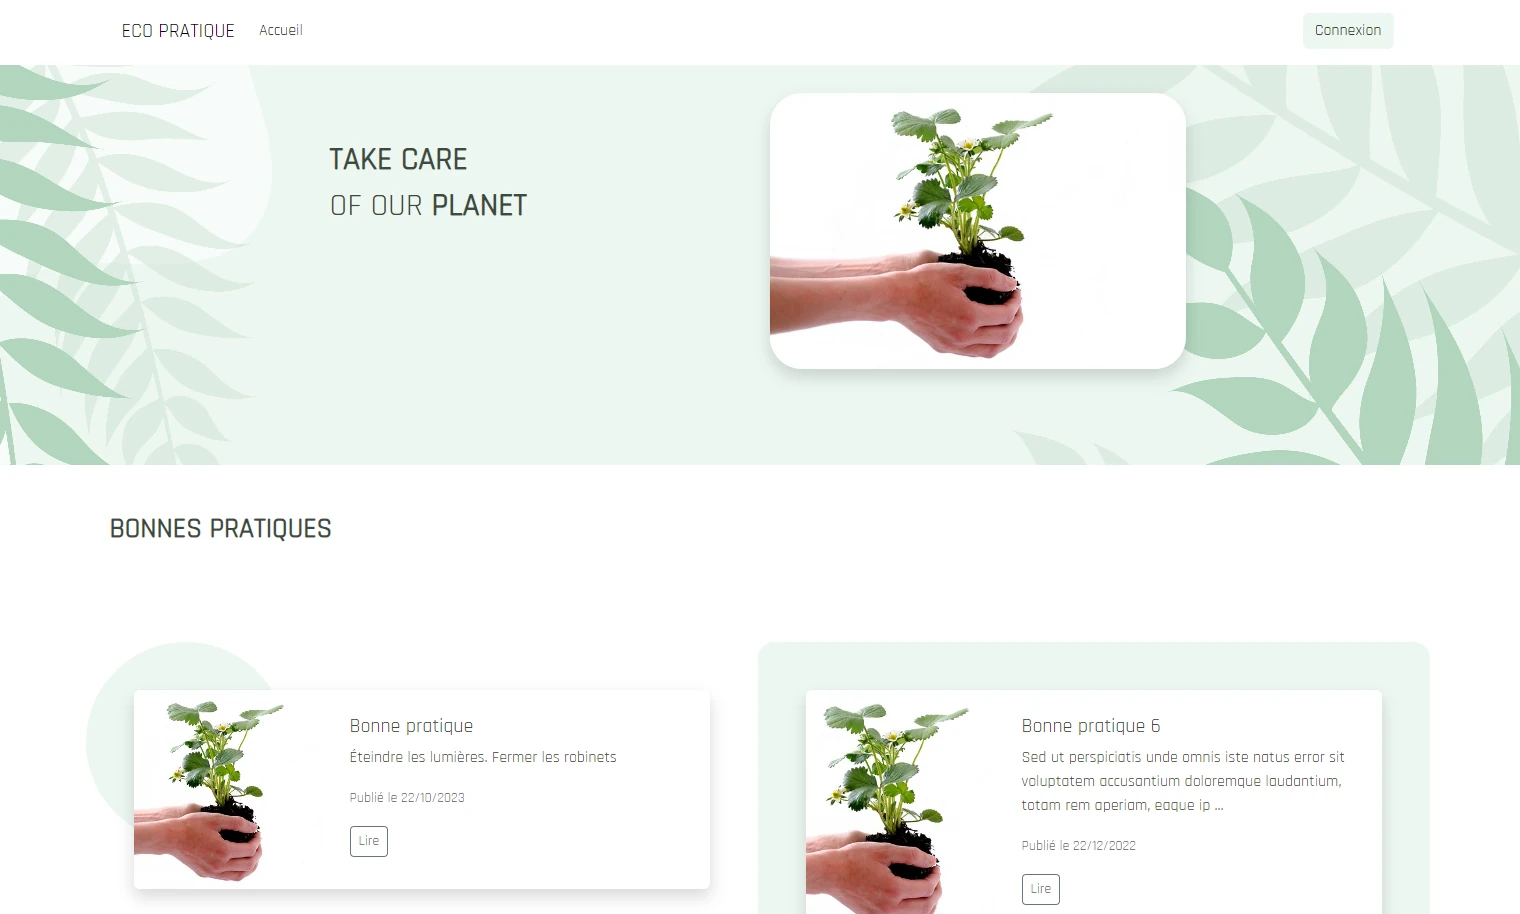 ECO PRATIQUE Accueil Connexion
TAKE CARE
OF OUR PLANET
BONNES PRATIQUES
Bonne pratique
Éteindre les lumières. Fermer les robinets
Publié le 22/10/2023
Lire
Bonne pratique 6
Sed ut perspiciatis unde omnis iste natus error sit
voluptatem accusantium doloremque laudantium,
totam rem aperiam, eaque ip ...
Publié le 22/12/2022
Lire